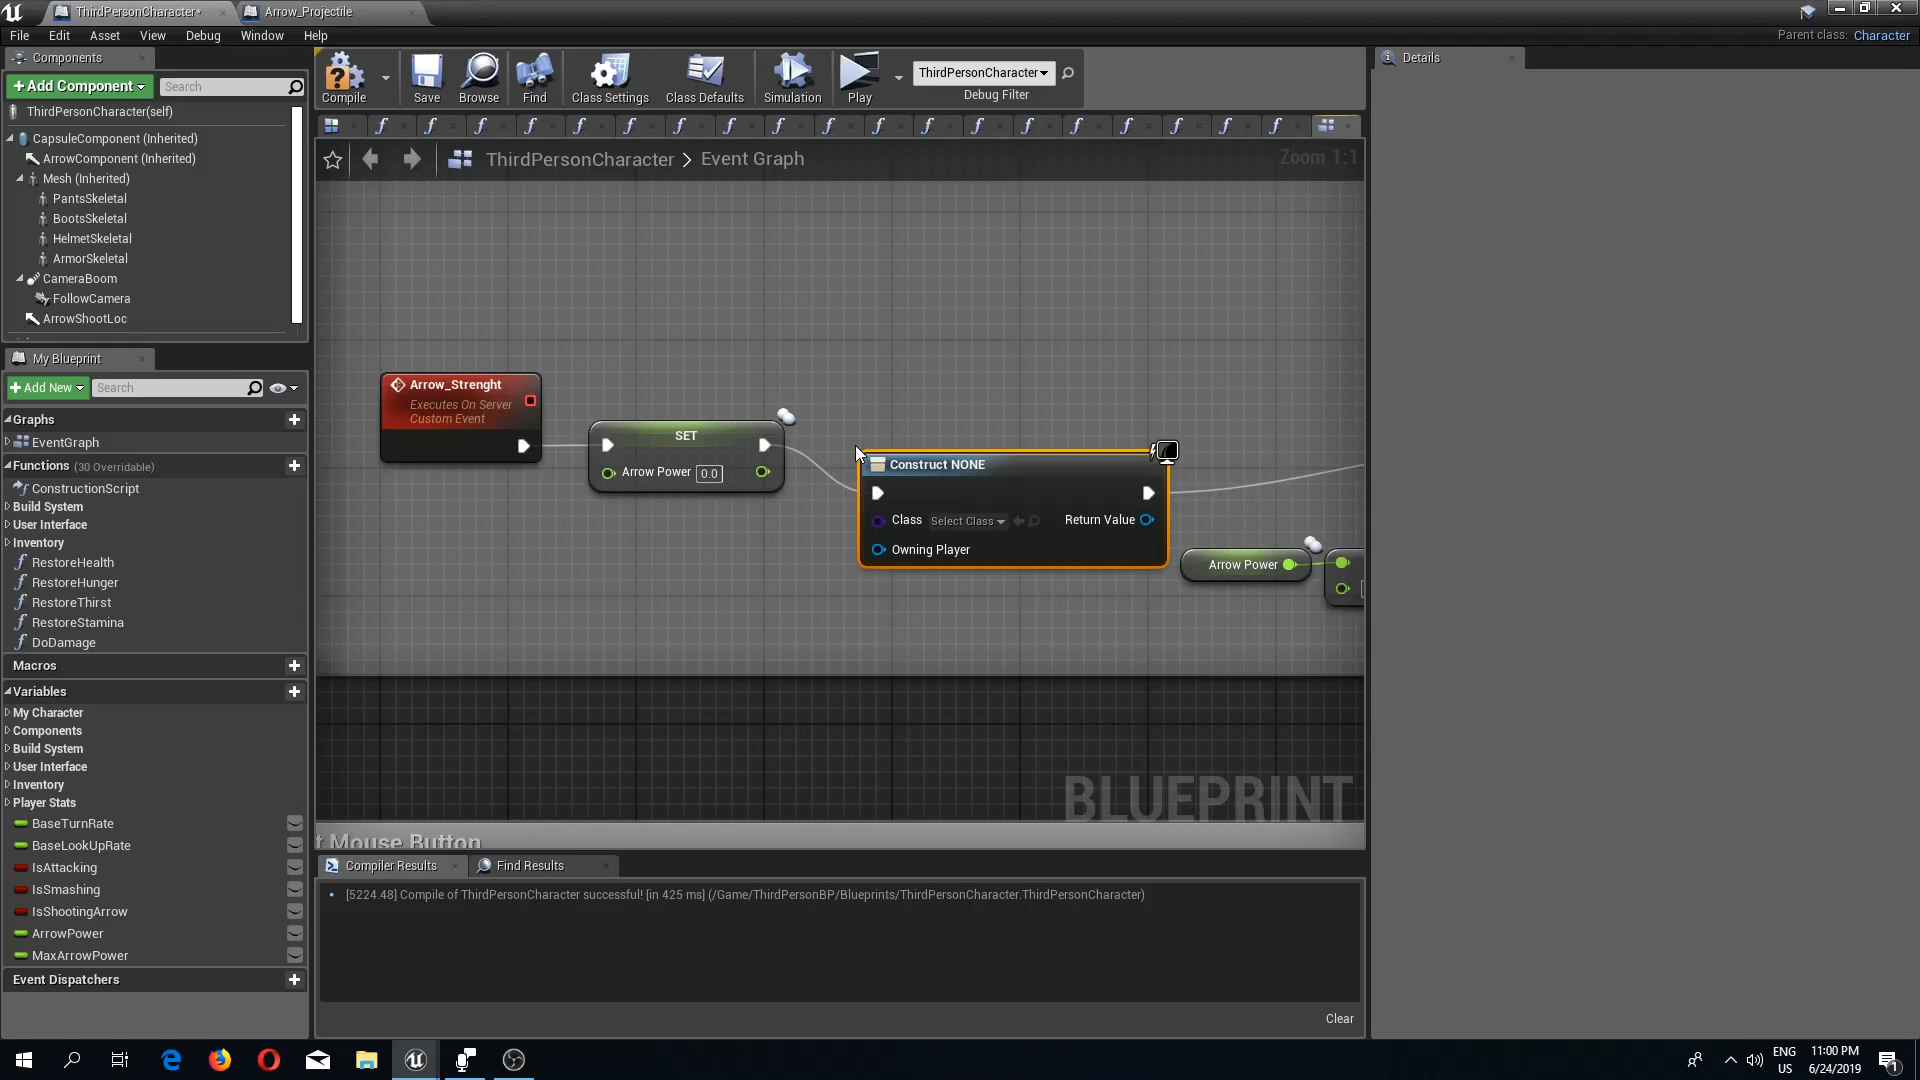 ThirdPersonCharacter*
Arrow_Projectile
File Edit Asset View Debug Window Help
Parent class: Character
Components
+Add Component
Search
ThirdPersonCharacter(self)
CapsuleComponent (Inherited)
ArrowComponent (Inherited)
Mesh (Inherited)
PantsSkeletal
BootsSkeletal
HelmetSkeletal
ArmorSkeletal
CameraBoom
FollowCamera
ArrowShootLoc
My Blueprint
+Add New
Search
Graphs
EventGraph
Functions (30 Overridable)
ConstructionScript
Build System
User Interface
Inventory
RestoreHealth
RestoreHunger
RestoreThirst
RestoreStamina
DoDamage
Macros
Variables
My Character
Components
Build System
User Interface
Inventory
Player Stats
BaseTurnRate
BaseLookUpRate
IsAttacking
IsSmashing
IsShootingArrow
ArrowPower
MaxArrowPower
Event Dispatchers
Compile
Save
Browse
Find
Class Settings
Class Defaults
Simulation
Play
ThirdPersonCharacter
Debug Filter
ThirdPersonCharacter > Event Graph
Zoom 1:1
Arrow_Strenght
Executes On Server
Custom Event
SET
Arrow Power 0.0
Construct NONE
Class Select Class
Return Value
Owning Player
Arrow Power
BLUEPRINT
t Mouse Button
Compiler Results
Find Results
[5224.48] Compile of ThirdPersonCharacter successful! [in 425 ms] (/Game/ThirdPersonBP/Blueprints/ThirdPersonCharacter.ThirdPersonCharacter)
Clear
Details
ENG
US
11:00 PM
6/24/2019
1